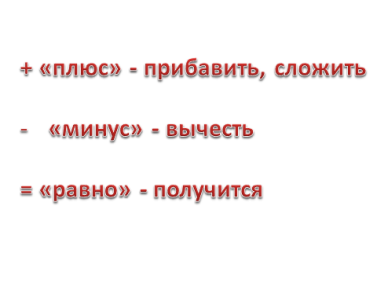 + «плюс» - прибавить, сложить
- «минус» - вычесть
= «равно» - получится